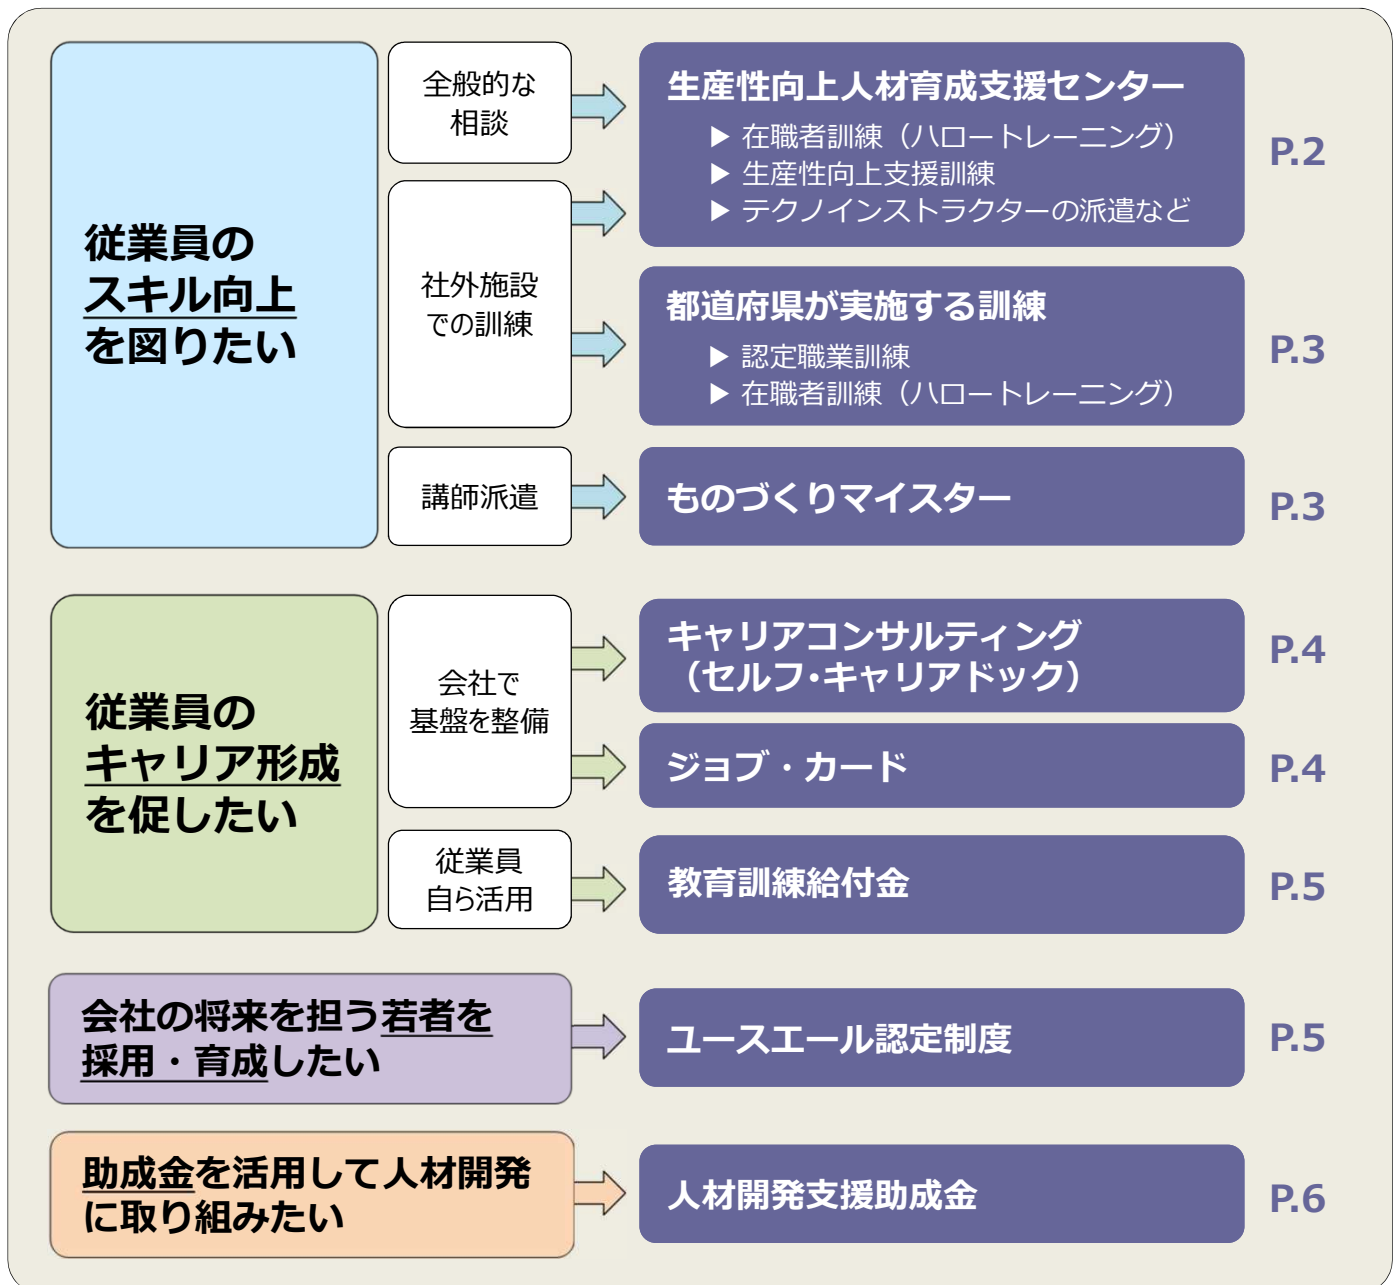 従業員の
スキル向上
を図りたい
全般的な
相談
生産性向上人材育成支援センター
▶ 在職者訓練（ハロートレーニング）
▶ 生産性向上支援訓練
▶ テクノインストラクターの派遣など
P.2
社外施設
での訓練
都道府県が実施する訓練
▶ 認定職業訓練
▶ 在職者訓練（ハロートレーニング）
P.3
講師派遣
ものづくりマイスター
P.3
従業員の
キャリア形成
を促したい
会社で
基盤を整備
キャリアコンサルティング
（セルフ･キャリアドック）
P.4
ジョブ・カード
P.4
従業員
自ら活用
教育訓練給付金
P.5
会社の将来を担う若者を
採用・育成したい
ユースエール認定制度
P.5
助成金を活用して人材開発
に取り組みたい
人材開発支援助成金
P.6